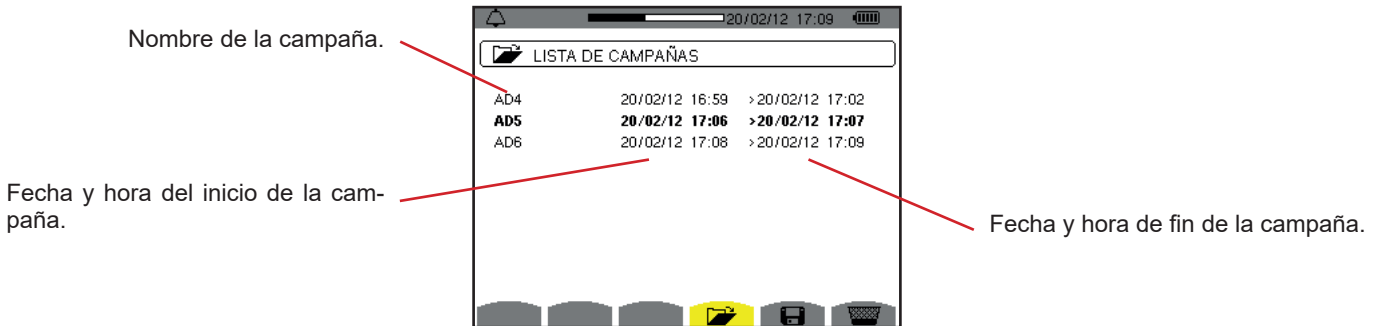 20/02/12 17:09
Nombre de la campaña.
LISTA DE CAMPAÑAS
AD4 20/02/12 16:59 >20/02/12 17:02
AD5 20/02/12 17:06 >20/02/12 17:07
AD6 20/02/12 17:08 >20/02/12 17:09
Fecha y hora del inicio de la cam-
paña.
Fecha y hora de fin de la campaña.